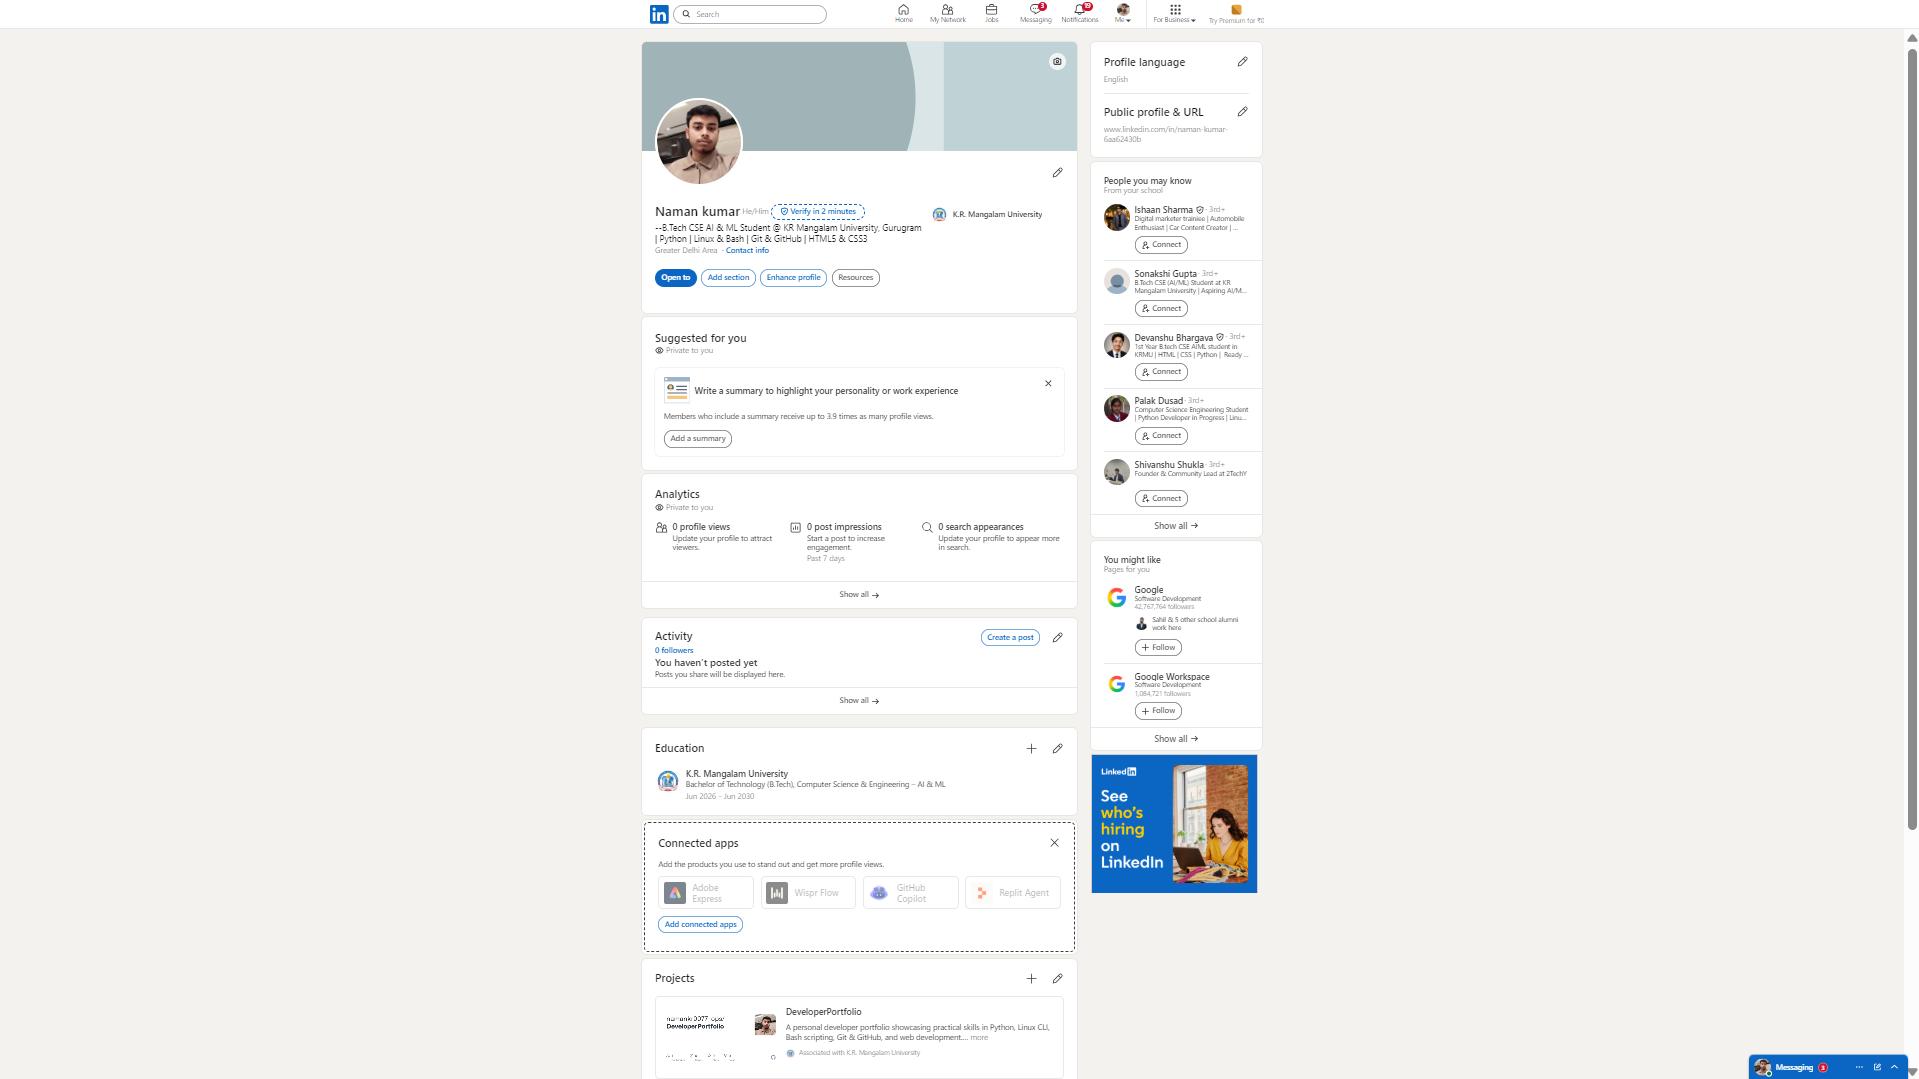 in
Search
Home
My Network
Jobs
3
Messaging
19
Notifications
Me
For Business
Try Premium for ₹0
Naman kumar He/Him Verify in 2 minutes
--B.Tech CSE AI & ML Student @ KR Mangalam University, Gurugram
| Python | Linux & Bash | Git & GitHub | HTML5 & CSS3
Greater Delhi Area · Contact info
K.R. Mangalam University
Open to
Add section
Enhance profile
Resources
Suggested for you
Private to you
Write a summary to highlight your personality or work experience
Members who include a summary receive up to 3.9 times as many profile views.
Add a summary
Analytics
Private to you
0 profile views
Update your profile to attract
viewers.
0 post impressions
Start a post to increase
engagement.
Past 7 days
0 search appearances
Update your profile to appear more
in search.
Show all →
Activity
0 followers
Create a post
You haven't posted yet
Posts you share will be displayed here.
Show all →
Education
K.R. Mangalam University
Bachelor of Technology (B.Tech), Computer Science & Engineering – AI & ML
Jun 2026 – Jun 2030
Connected apps
Add the products you use to stand out and get more profile views.
Adobe
Express
Wispr Flow
GitHub
Copilot
Replit Agent
Add connected apps
Projects
DeveloperPortfolio
DeveloperPortfolio
A personal developer portfolio showcasing practical skills in Python, Linux CLI,
Bash scripting, Git & GitHub, and web development.... more
Associated with K.R. Mangalam University
Profile language
English
Public profile & URL
www.linkedin.com/in/naman-kumar-
6aa62430b
People you may know
From your school
Ishaan Sharma · 3rd+
Digital marketer trainiee | Automobile
Enthusiast | Car Content Creator | ...
Connect
Sonakshi Gupta · 3rd+
B.Tech CSE (AI/ML) Student at KR
Mangalam University | Aspiring AI/M...
Connect
Devanshu Bhargava · 3rd+
1st Year B.tech CSE AIML student in
KRMU | HTML | CSS | Python | Ready ...
Connect
Palak Dusad · 3rd+
Computer Science Engineering Student
| Python Developer in Progress | Linu...
Connect
Shivanshu Shukla · 3rd+
Founder & Community Lead at 2TechY
Connect
Show all →
You might like
Pages for you
Google
Software Development
42,767,764 followers
Sahil & 5 other school alumni
work here
+ Follow
Google Workspace
Software Development
1,084,721 followers
+ Follow
Show all →
Linked in
See
who's
hiring
on
LinkedIn
Messaging 3